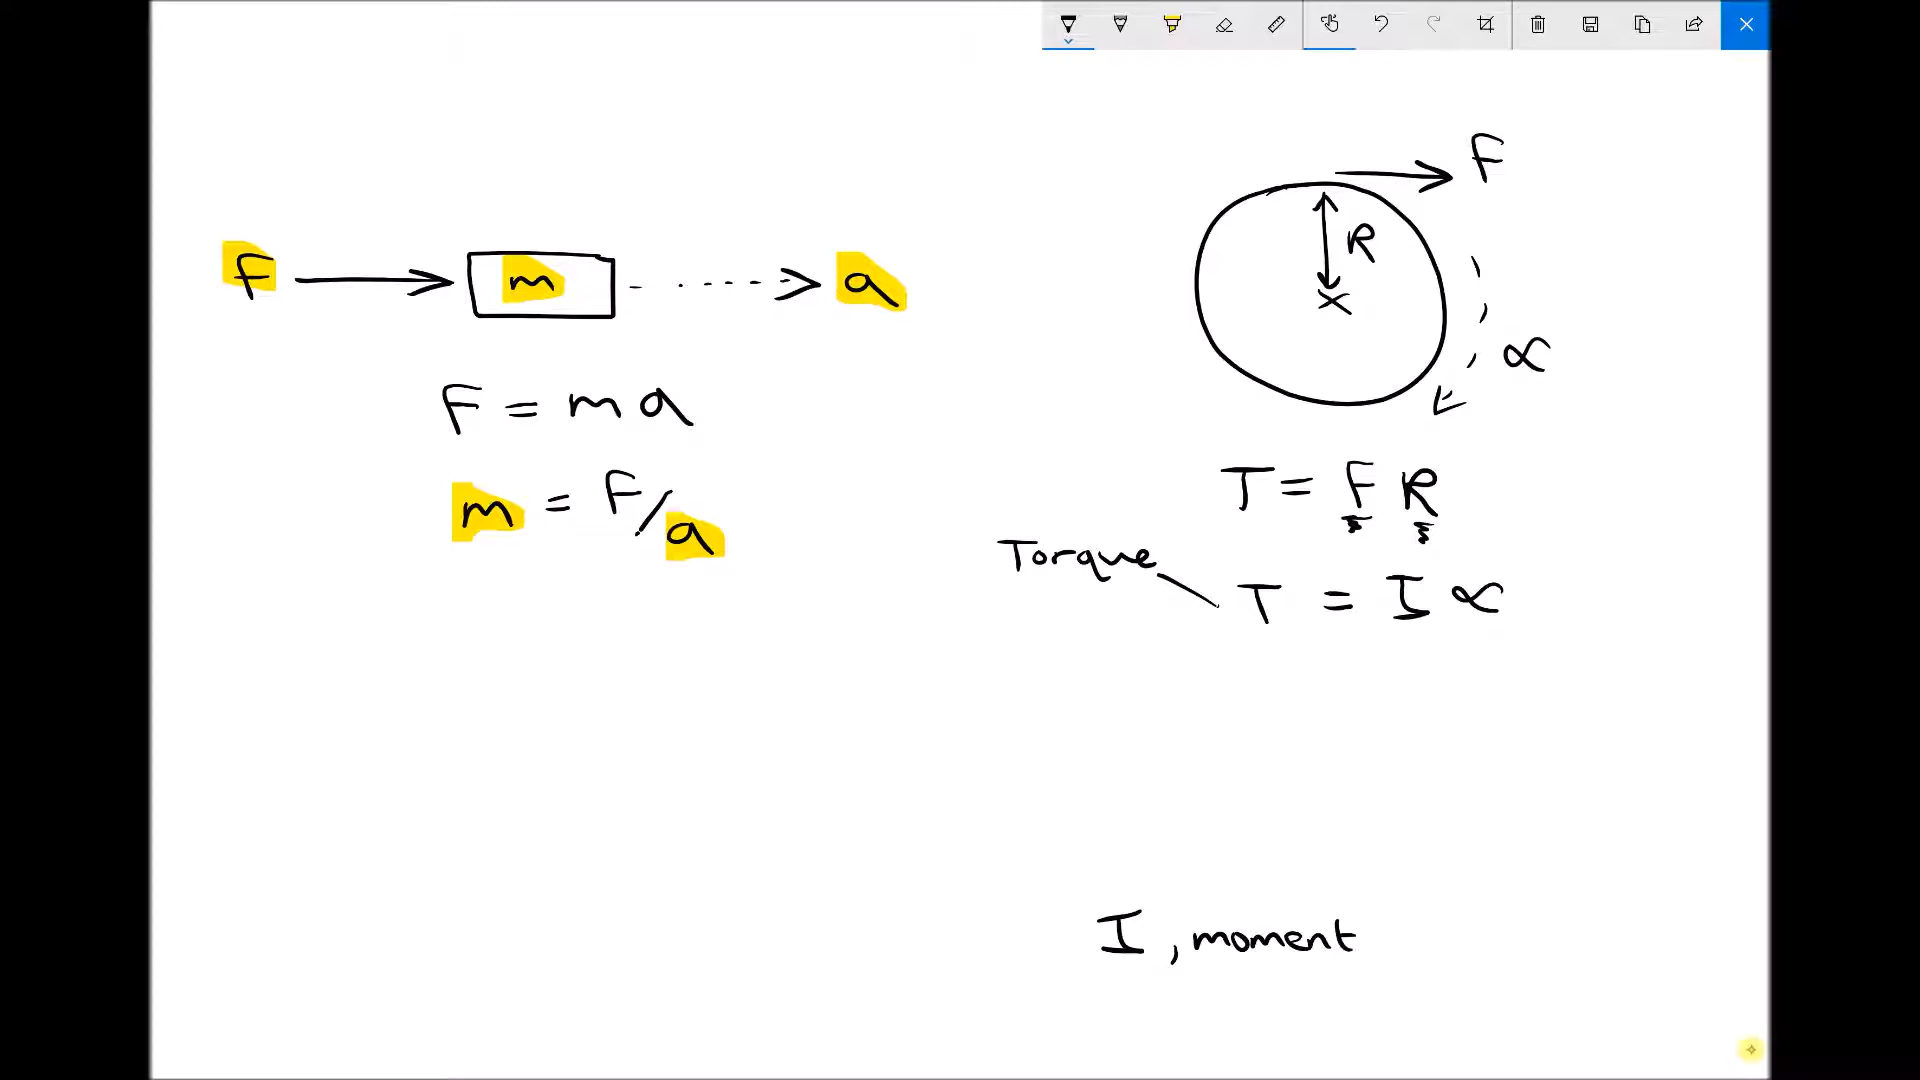 F m a
F = ma
m = F/a
F
R
x
∝
T = F R
Torque
T = I ∝
I, moment